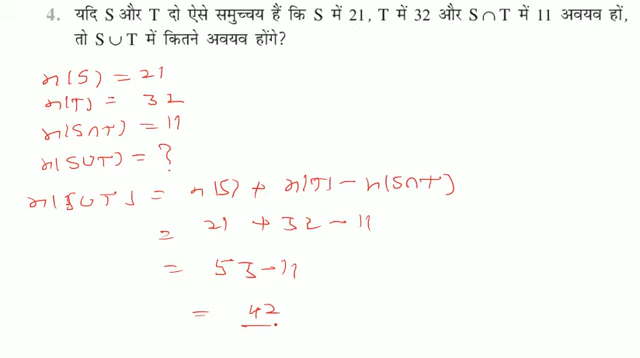 4. यदि S और T दो ऐसे समुच्चय हैं कि S में 21, T में 32 और S∩T में 11 अवयव हों,
तो S∪T में कितने अवयव होंगे?
n(S) = 21
n(T) = 32
n(S∩T) = 11
n(S∪T) = ?
n(S∪T) = n(S) + n(T) - n(S∩T)
= 21 + 32 - 11
= 53 - 11
= 42